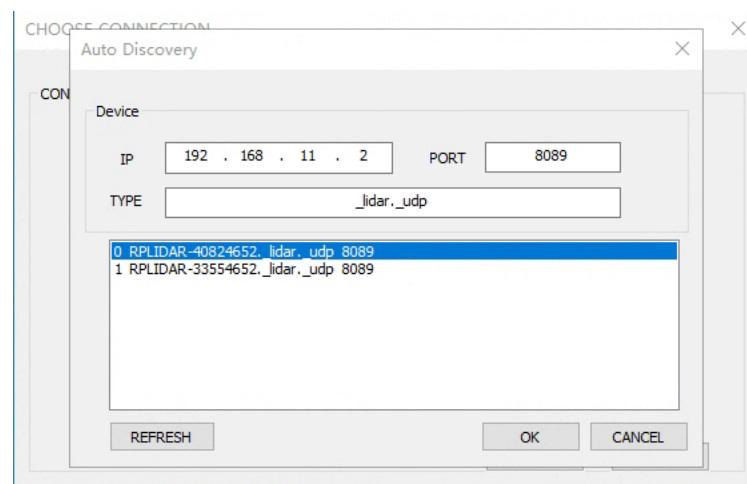 CHOOSE CONNECTION
Auto Discovery
CON
Device
IP 192 . 168 . 11 . 2 PORT 8089
TYPE _lidar._udp
0 RPLIDAR-40824652._lidar._udp 8089
1 RPLIDAR-33554652._lidar._udp 8089
REFRESH OK CANCEL